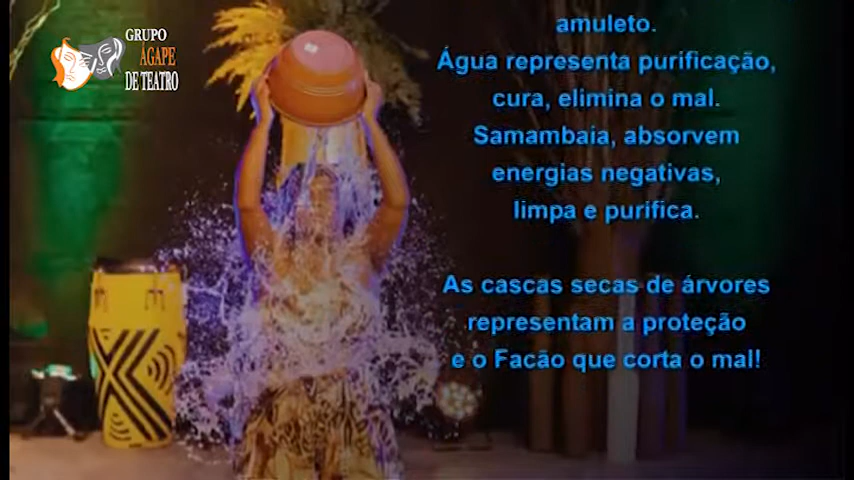 GRUPO
ÁGAPE
DE TEATRO
amuleto.
Água representa purificação,
cura, elimina o mal.
Samambaia, absorvem
energias negativas,
limpa e purifica.
As cascas secas de árvores
representam a proteção
e o Facão que corta o mal!